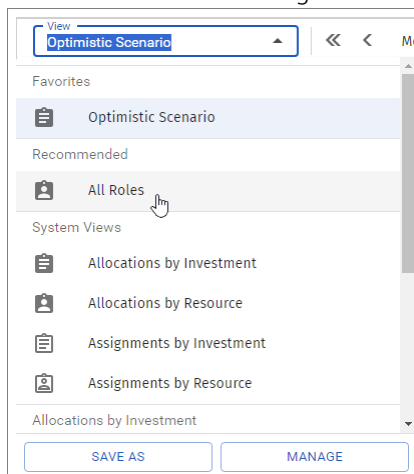 View
Optimistic Scenario
Favorites
Optimistic Scenario
Recommended
All Roles
System Views
Allocations by Investment
Allocations by Resource
Assignments by Investment
Assignments by Resource
Allocations by Investment
SAVE AS MANAGE